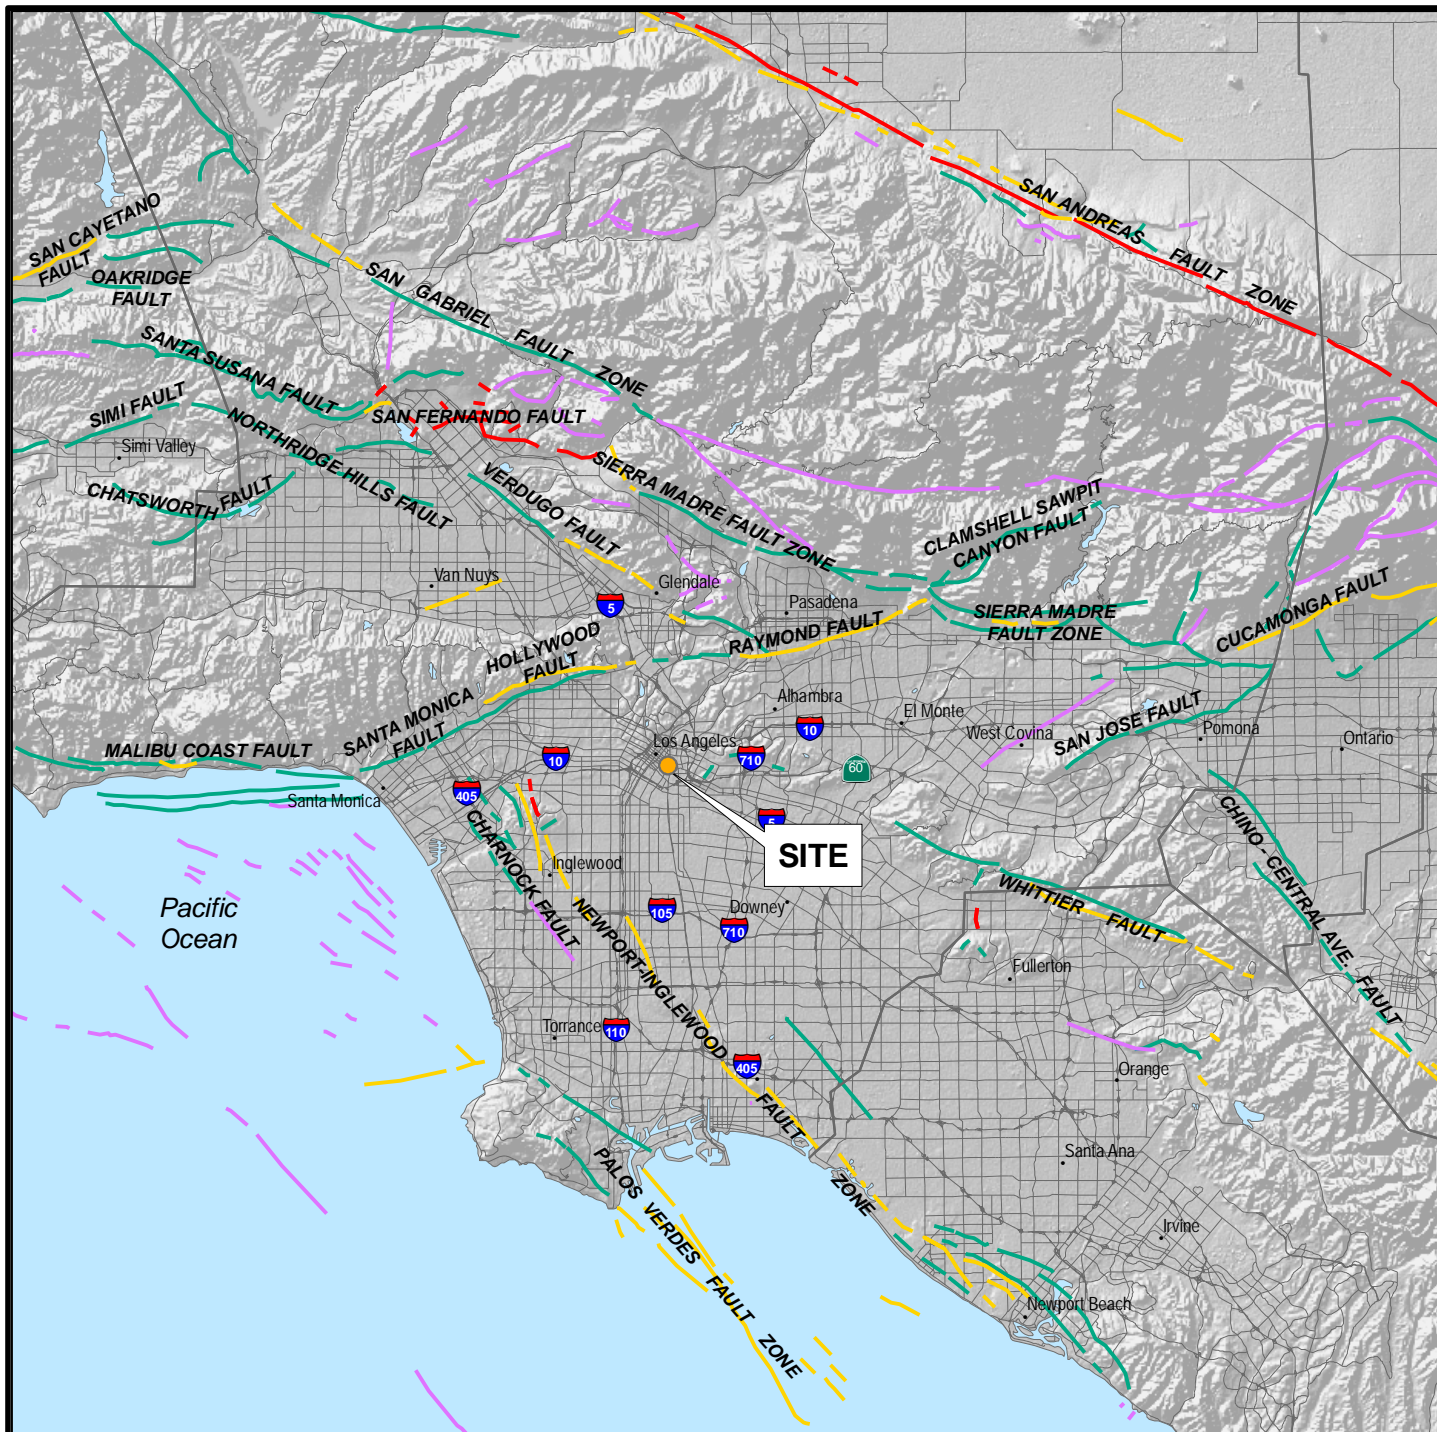 SAN ANDREAS
FAULT
ZONE
SAN CAYETANO
FAULT
OAKRIDGE
FAULT
SAN
GABRIEL
FAULT
ZONE
SANTA SUSANA FAULT
SIMI FAULT
Simi Valley
NORTHRIDGE HILLS FAULT
SAN FERNANDO FAULT
CHATSWORTH FAULT
VERDUGO FAULT
SIERRA MADRE FAULT ZONE
CLAMSHELL SAWPIT
CANYON FAULT
Van Nuys
Glendale
5
Pasadena
SIERRA MADRE
FAULT ZONE
CUCAMONGA FAULT
RAYMOND FAULT
HOLLYWOOD
FAULT
SANTA MONICA
FAULT
MALIBU COAST FAULT
Alhambra
El Monte
10
West Covina
SAN JOSE FAULT
Pomona
Ontario
Los Angeles
10
710
60
405
Santa Monica
5
SITE
CHARNOCK FAULT
Inglewood
CHINO - CENTRAL AVE. FAULT
WHITTIER FAULT
Pacific
Ocean
105
Downey
710
NEWPORT-INGLEWOOD
FAULT
ZONE
Fullerton
Torrance
110
405
Orange
Santa Ana
PALOS
VERDES
FAULT
ZONE
Irvine
Newport Beach